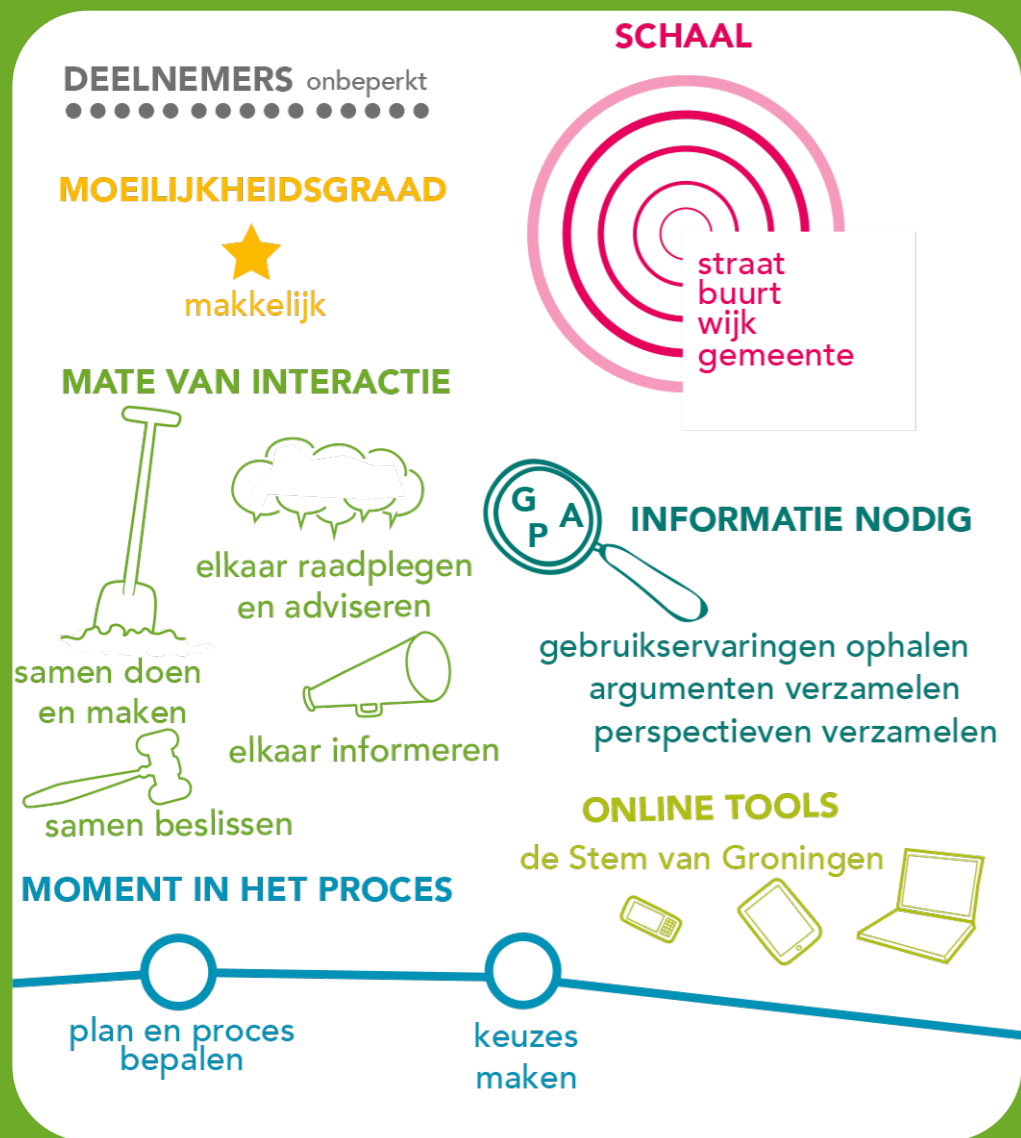 SCHAAL
DEELNEMERS onbeperkt
MOEILIJKHEIDSGRAAD
makkelijk
straat
buurt
wijk
gemeente
MATE VAN INTERACTIE
elkaar raadplegen
en adviseren
samen doen
en maken
elkaar informeren
samen beslissen
G
A
P
INFORMATIE NODIG
gebruikservaringen ophalen
argumenten verzamelen
perspectieven verzamelen
ONLINE TOOLS
de Stem van Groningen
MOMENT IN HET PROCES
plan en proces
bepalen
keuzes
maken